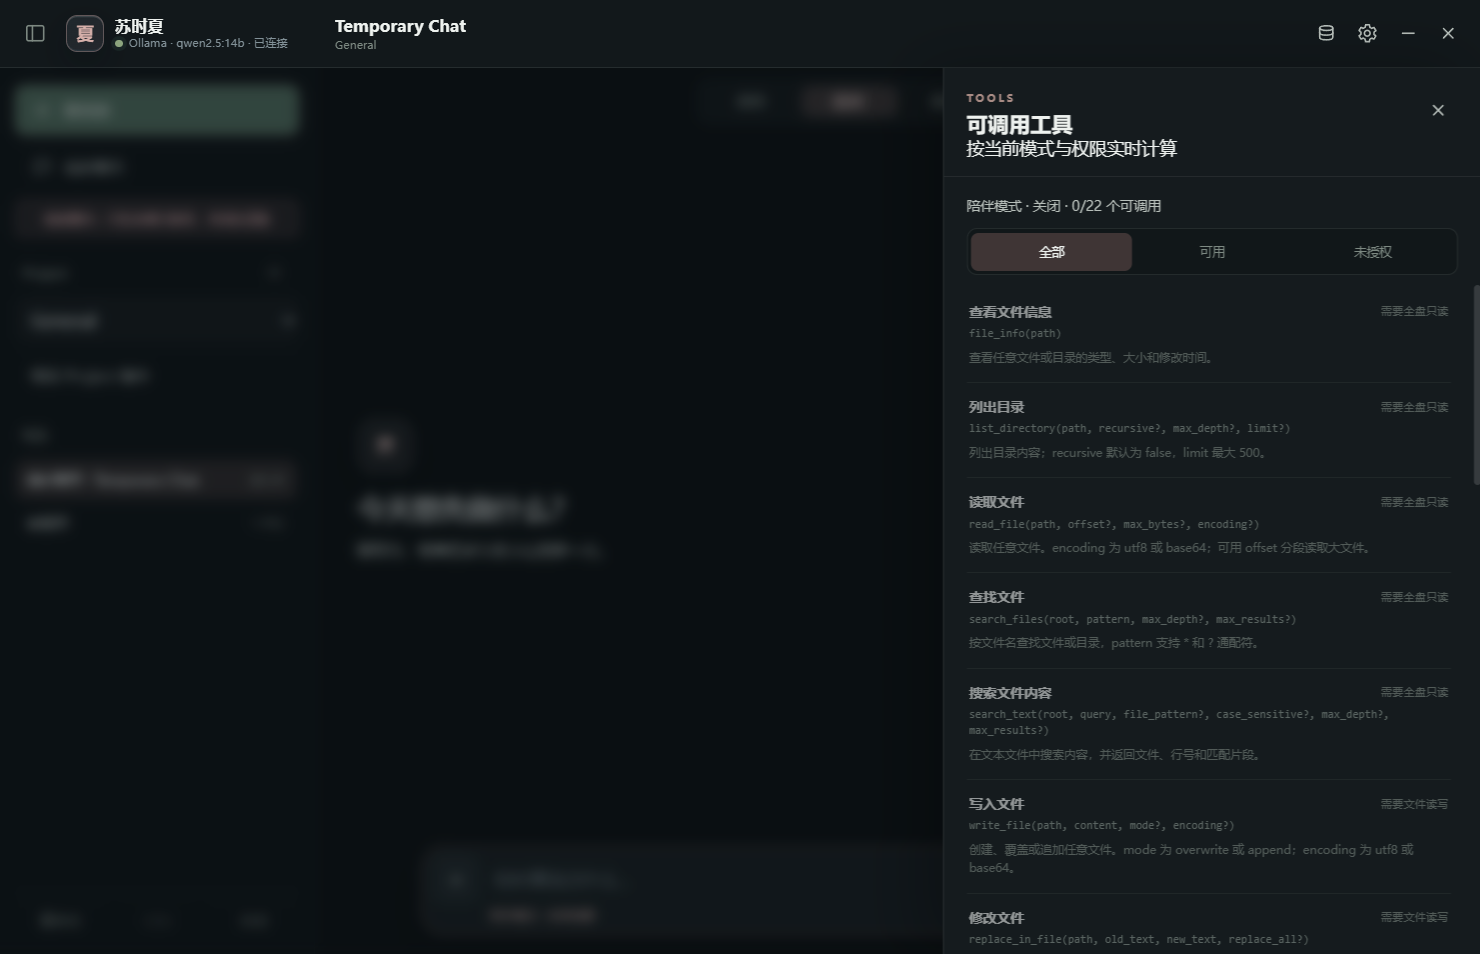 夏
苏时夏
Ollama · qwen2.5:14b · 已连接
Temporary Chat
General
TOOLS
可调用工具
按当前模式与权限实时计算
陪伴模式 · 关闭 · 0/22 个可调用
全部
可用
未授权
查看文件信息
需要全盘只读
file_info(path)
查看任意文件或目录的类型、大小和修改时间。
列出目录
需要全盘只读
list_directory(path, recursive?, max_depth?, limit?)
列出目录内容；recursive 默认为 false，limit 最大 500。
读取文件
需要全盘只读
read_file(path, offset?, max_bytes?, encoding?)
读取任意文件。encoding 为 utf8 或 base64；可用 offset 分段读取大文件。
查找文件
需要全盘只读
search_files(root, pattern, max_depth?, max_results?)
按文件名查找文件或目录，pattern 支持 * 和 ? 通配符。
搜索文件内容
需要全盘只读
search_text(root, query, file_pattern?, case_sensitive?, max_depth?,
max_results?)
在文本文件中搜索内容，并返回文件、行号和匹配片段。
写入文件
需要文件读写
write_file(path, content, mode?, encoding?)
创建、覆盖或追加任意文件。mode 为 overwrite 或 append；encoding 为 utf8 或
base64。
修改文件
需要文件读写
replace_in_file(path, old_text, new_text, replace_all?)